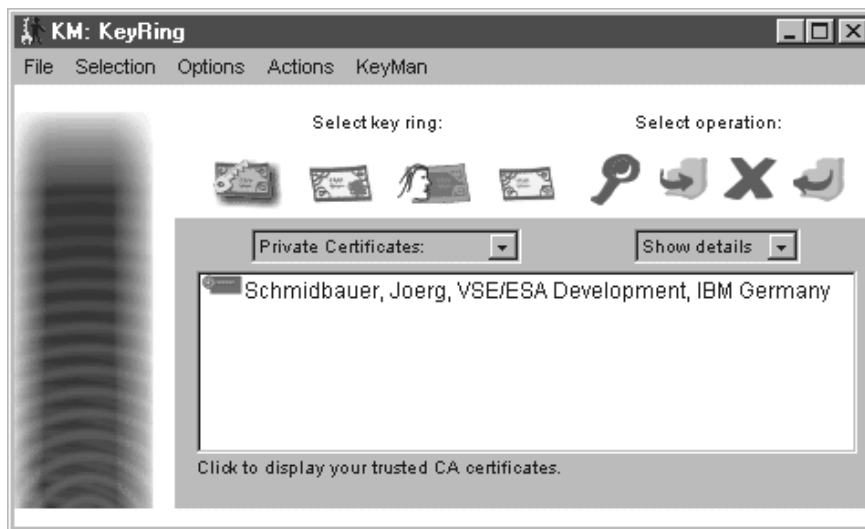 KM: KeyRing
File Selection Options Actions KeyMan
Select key ring: Select operation:
Private Certificates: Show details
Schmidbauer, Joerg, VSE/ESA Development, IBM Germany
Click to display your trusted CA certificates.